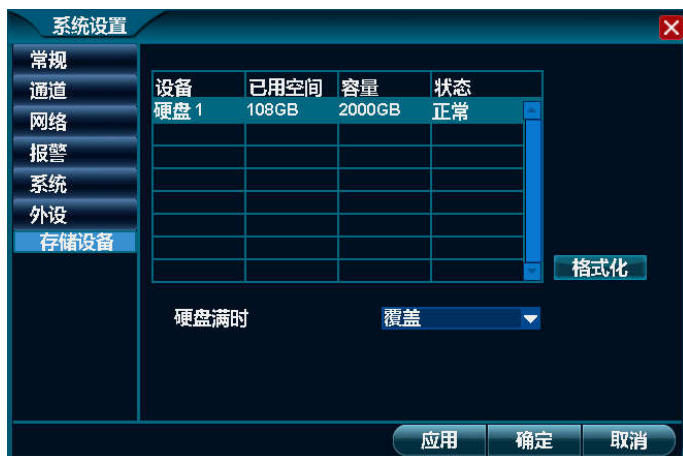 系统设置
常规
通道
网络
报警
系统
外设
存储设备
设备 已用空间 容量 状态
硬盘 1 108GB 2000GB 正常
格式化
硬盘满时 覆盖
应用 确定 取消